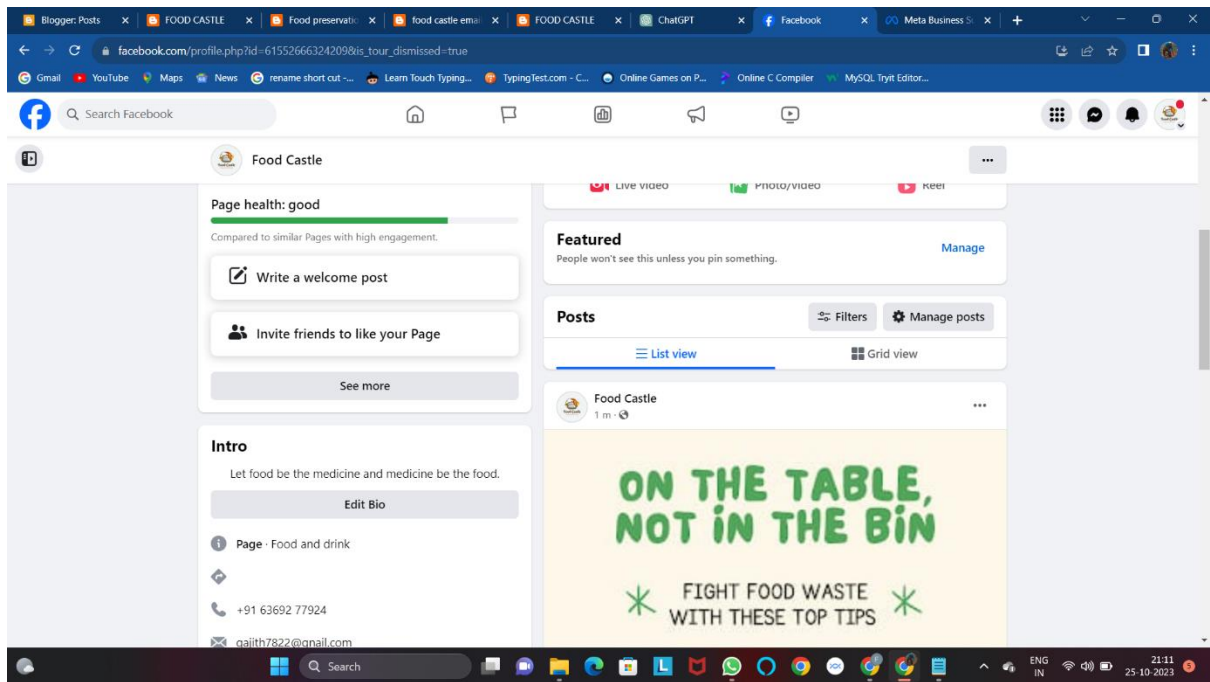 Blogger: Posts
FOOD CASTLE
Food preservatio
food castle emai
FOOD CASTLE
ChatGPT
Facebook
Meta Business S
facebook.com/profile.php?id=61552666324209&is_tour_dismissed=true
Gmail
YouTube
Maps
News
rename short cut -...
Learn Touch Typing...
TypingTest.com - C...
Online Games on P...
Online C Compiler
MySQL Tryit Editor...
Search Facebook
Food Castle
Page health: good
Compared to similar Pages with high engagement.
Write a welcome post
Invite friends to like your Page
See more
Intro
Let food be the medicine and medicine be the food.
Edit Bio
Page · Food and drink
+91 63692 77924
gajith7822@gnail.com
Live video
Photo/video
Reel
Featured
People won't see this unless you pin something.
Manage
Posts
Filters
Manage posts
List view
Grid view
Food Castle
1 m
ON THE TABLE,
NOT IN THE BIN
FIGHT FOOD WASTE
WITH THESE TOP TIPS
Search
ENG
IN
21:11
25-10-2023
5